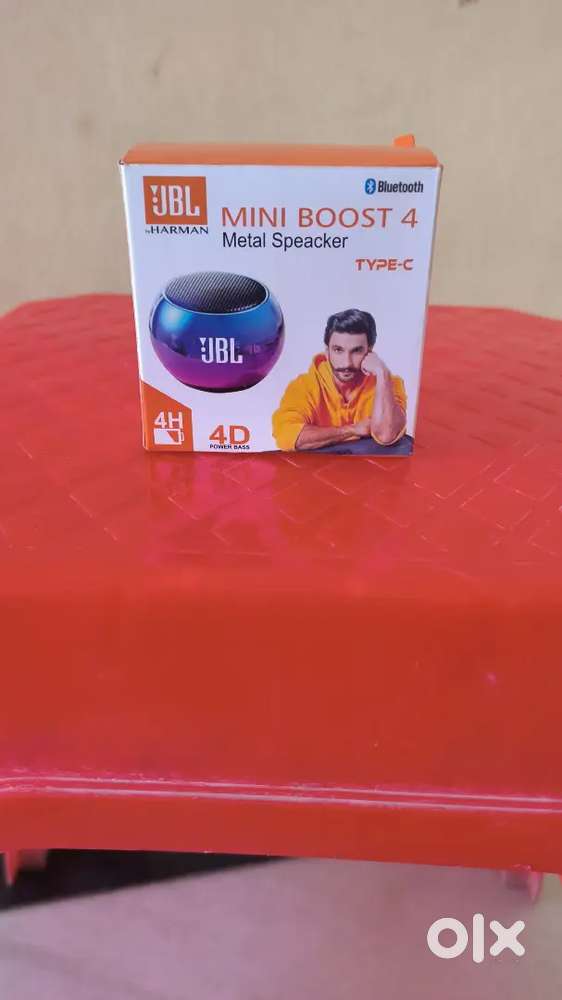 JBL
by HARMAN
Bluetooth
MINI BOOST 4
Metal Speacker
TYPE-C
JBL
4H
4D
POWER BASS
olx